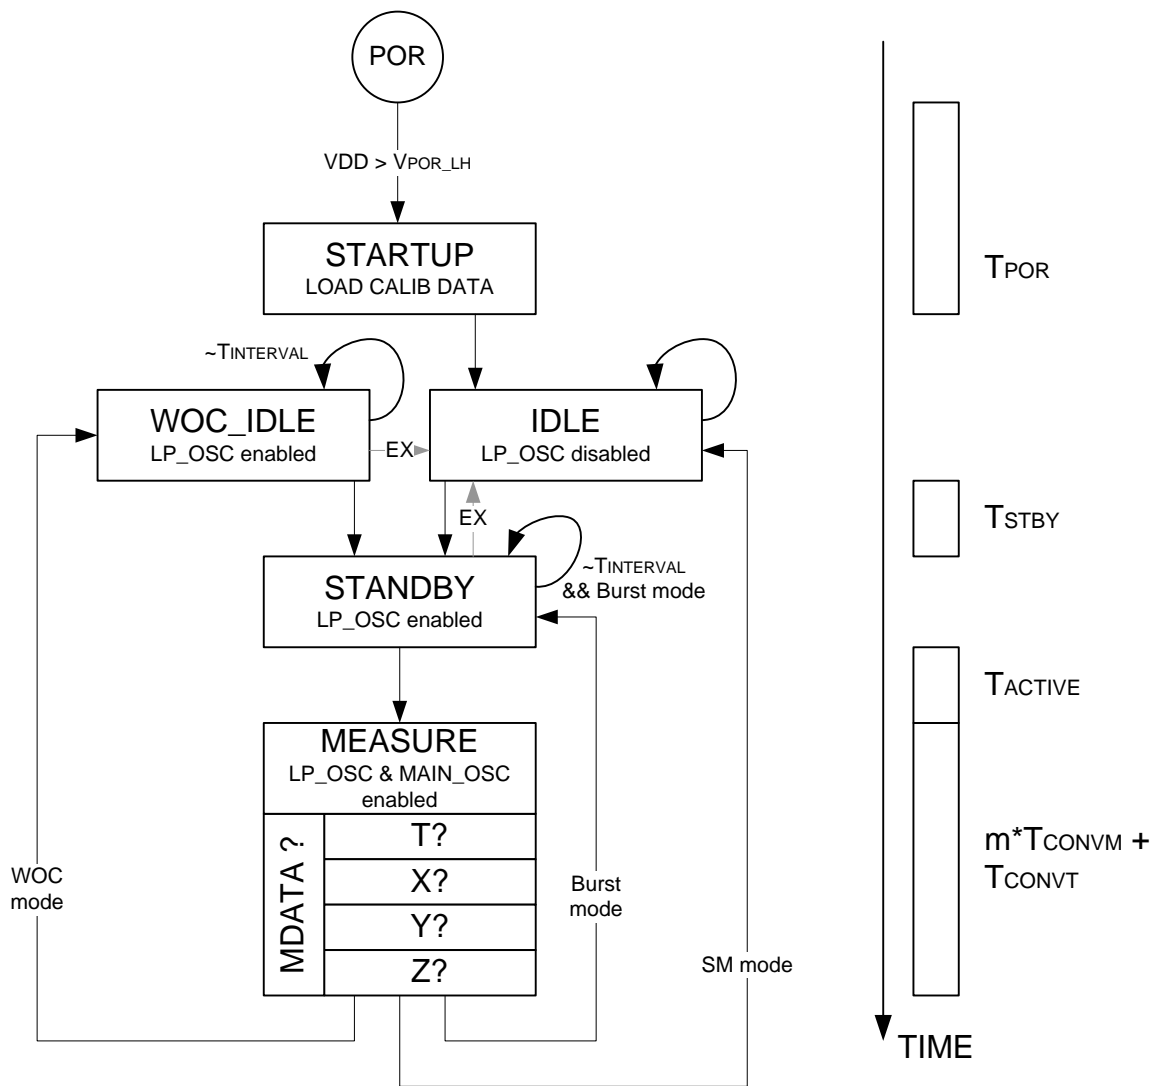 POR
VDD > VPOR_LH
STARTUP
LOAD CALIB DATA
TPOR
~TINTERVAL
WOC_IDLE
LP_OSC enabled
EX
IDLE
LP_OSC disabled
EX
TSTBY
STANDBY
LP_OSC enabled
~TINTERVAL
&& Burst mode
TACTIVE
MEASURE
LP_OSC & MAIN_OSC
enabled
MDATA ?
T?
X?
Y?
Z?
WOC
mode
Burst
mode
SM mode
m*TCONVM +
TCONVT
TIME